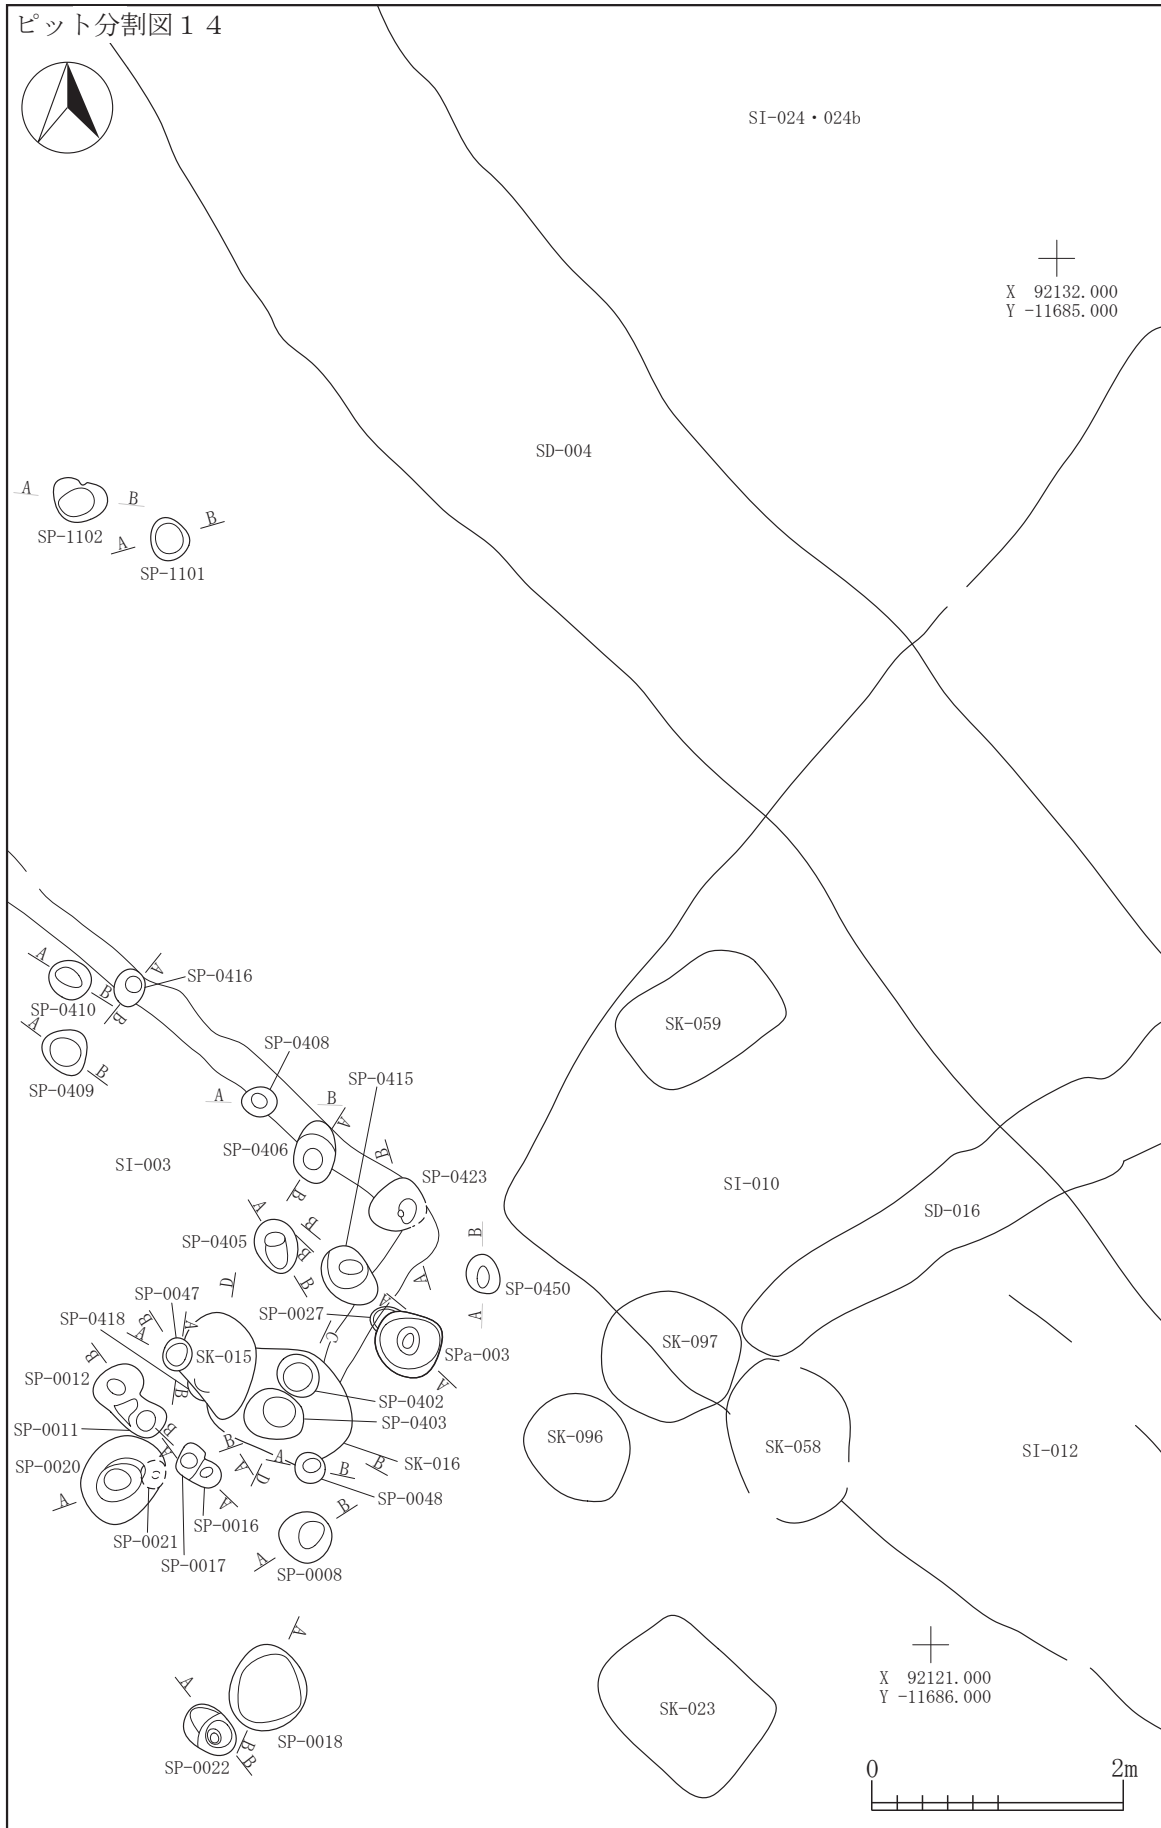 ピット分割図１４
SI-024・024b
X 92132.000
Y -11685.000
SD-004
A
B
SP-1102
A
B
SP-1101
A
SP-0416
A
B
SP-0410
B
A
SP-0408
SP-0409
B
SP-0415
A
B
A
SP-0406
B
SP-0423
SI-003
B
A
B
SP-0405
B
B
B
SP-0450
A
A
D
SP-0047
SP-0418
B
A
A
SP-0027
A
C
SPa-003
A
B
SK-015
SP-0012
B
SP-0402
SP-0011
SP-0403
B
A
B
A
SP-0020
A
D
B
B
SK-016
A
A
SP-0048
SP-0016
SP-0021
B
SP-0017
A
SP-0008
A
A
SP-0018
B
B
SP-0022
SK-059
SI-010
SD-016
SK-097
SK-096
SK-058
SI-012
X 92121.000
Y -11686.000
SK-023
0
2m